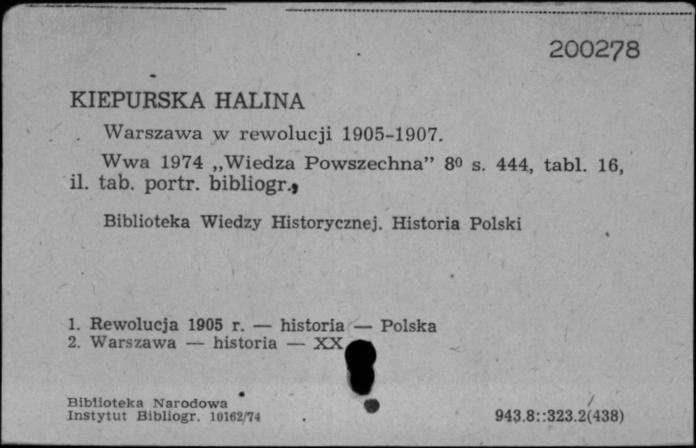 200278
KIEPURSKA HALINA
Warszawa w rewolucji 1905-1907.
Wwa 1974 „Wiedza Powszechna” 8⁰ s. 444, tabl. 16,
il. tab. portr. bibliogr.,
Biblioteka Wiedzy Historycznej. Historia Polski
1. Rewolucja 1905 r. — historia — Polska
2. Warszawa — historia — XX
Biblioteka Narodowa
Instytut Bibliogr. 10162/74
943.8::323.2(438)